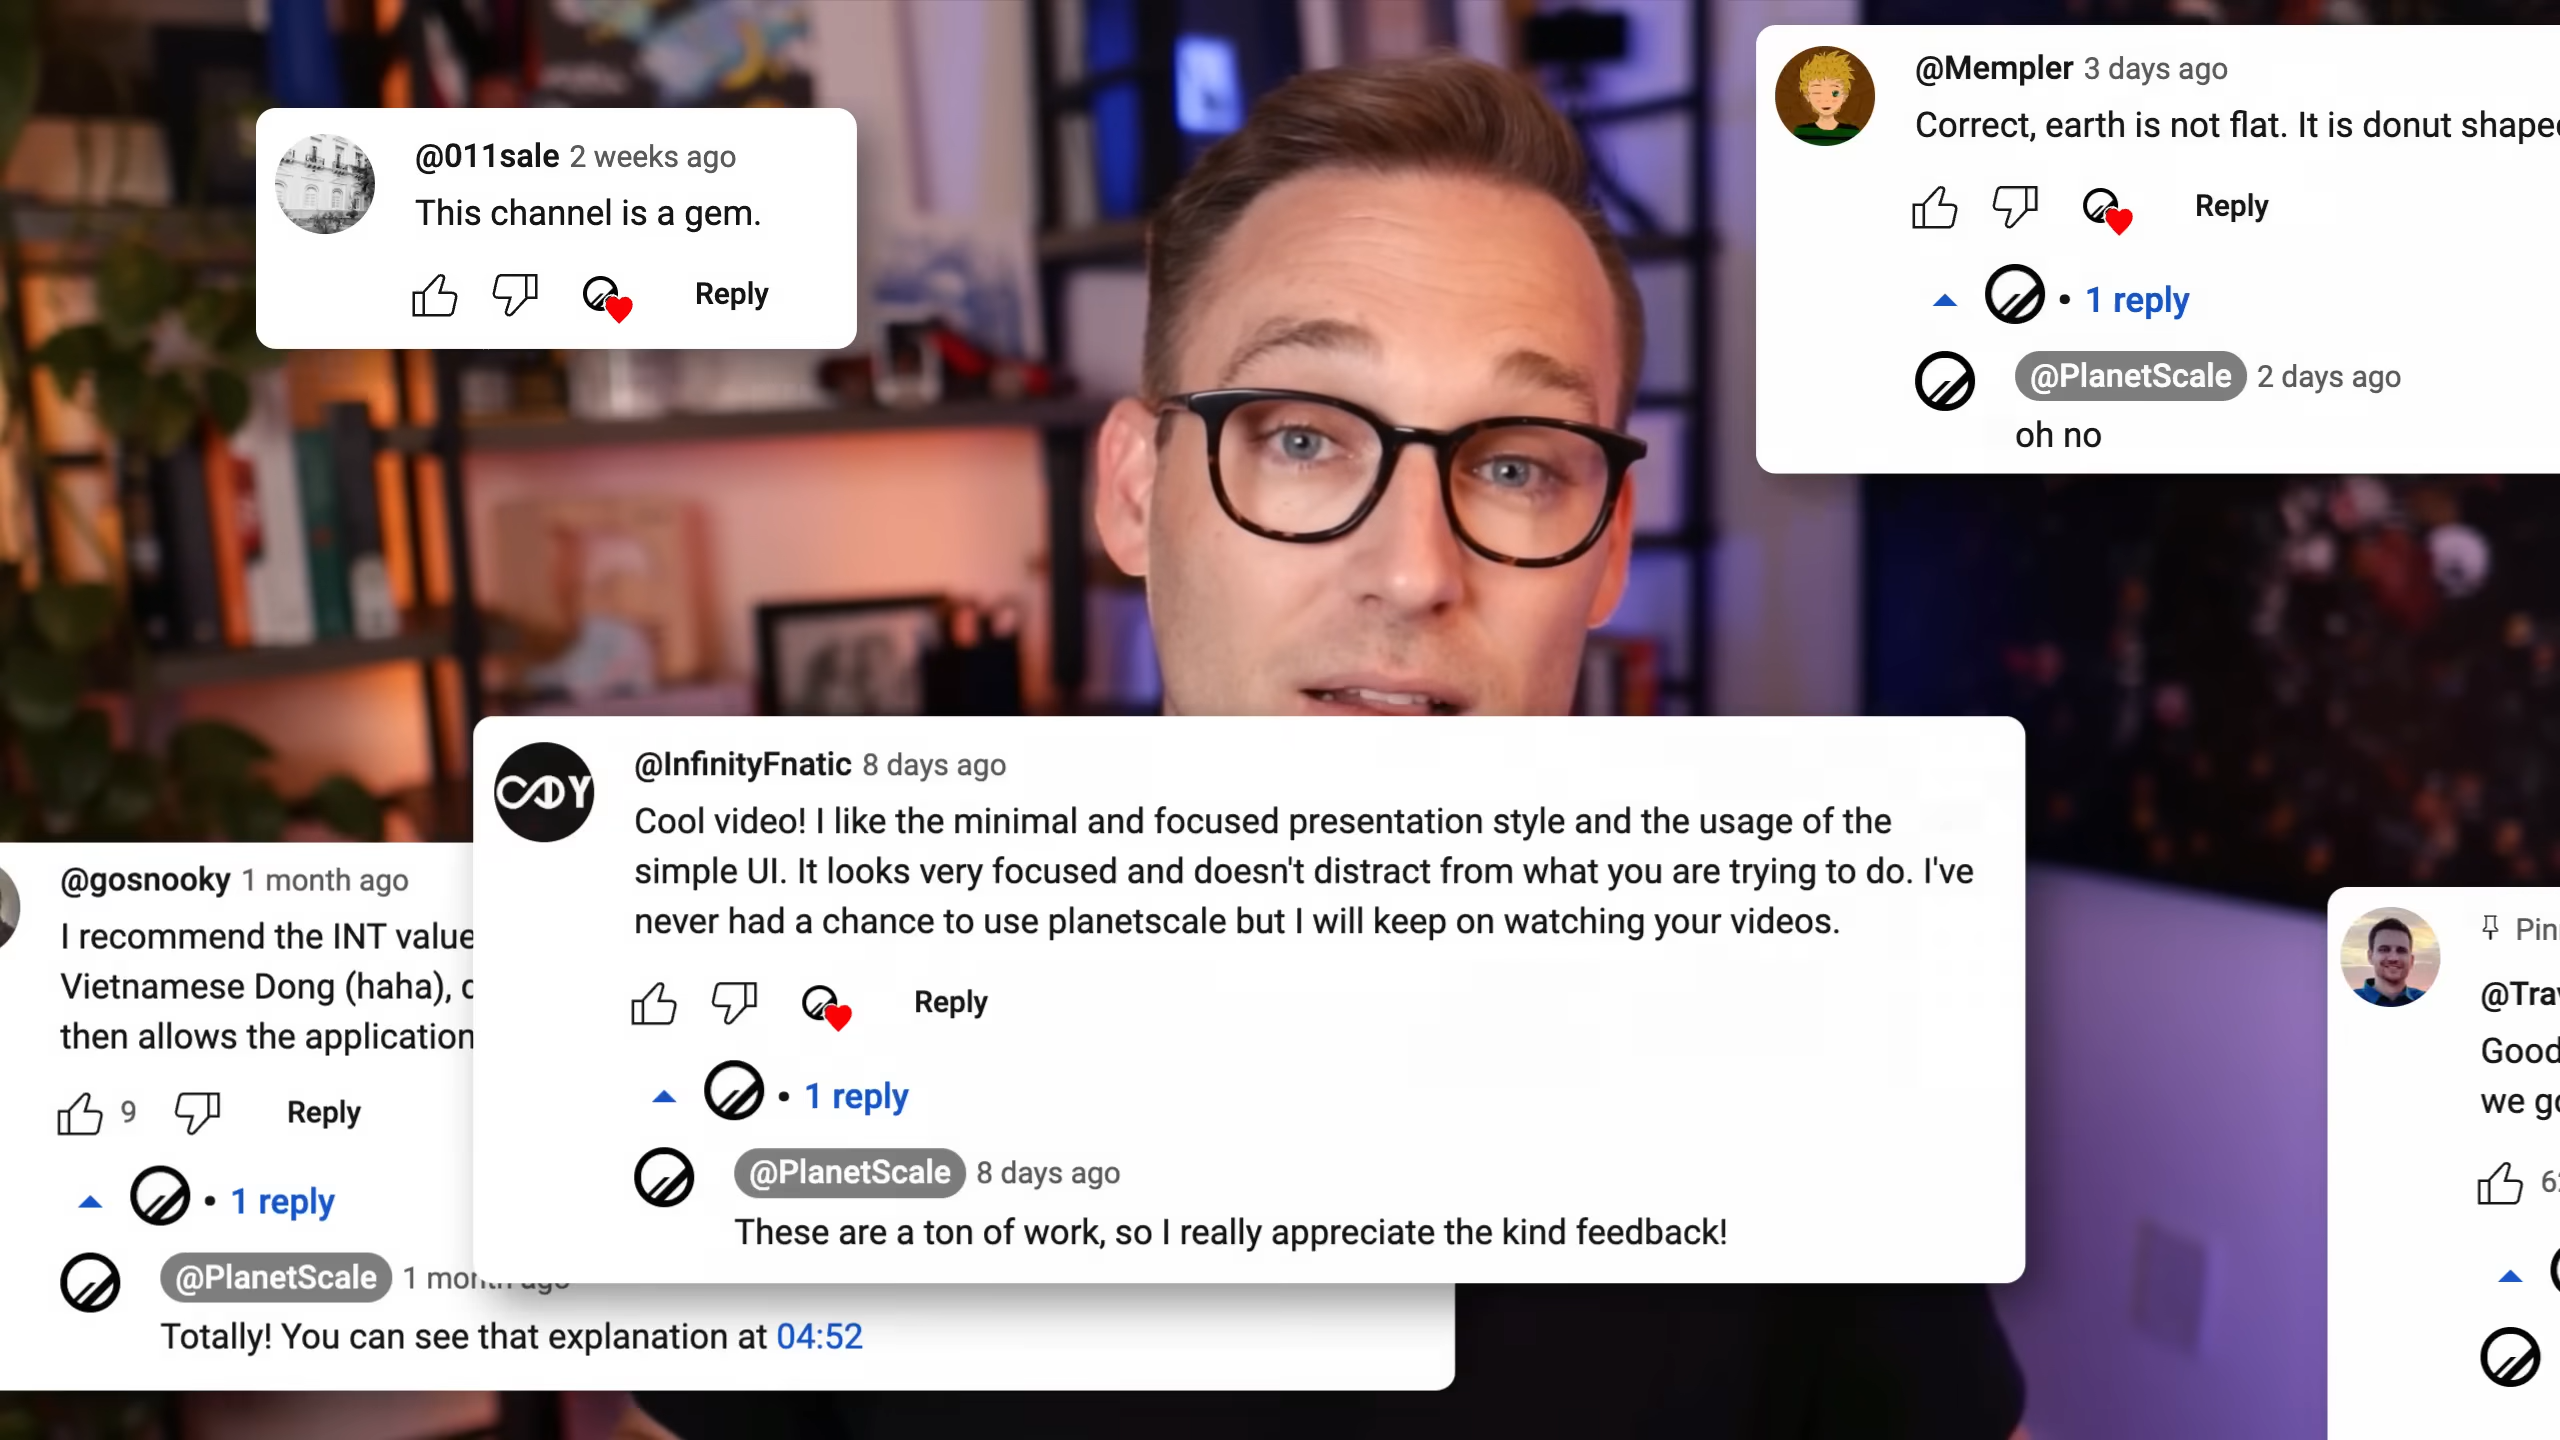 @011sale 2 weeks ago
This channel is a gem.
Reply
@Mempler 3 days ago
Correct, earth is not flat. It is donut shaped
Reply
• 1 reply
@PlanetScale 2 days ago
oh no
@InfinityFnatic 8 days ago
Cool video! I like the minimal and focused presentation style and the usage of the
simple UI. It looks very focused and doesn't distract from what you are trying to do. I've
never had a chance to use planetscale but I will keep on watching your videos.
Reply
• 1 reply
@PlanetScale 8 days ago
These are a ton of work, so I really appreciate the kind feedback!
@gosnooky 1 month ago
I recommend the INT value
Vietnamese Dong (haha),
then allows the application
9 Reply
• 1 reply
@PlanetScale 1 month ago
Totally! You can see that explanation at 04:52
Good
we